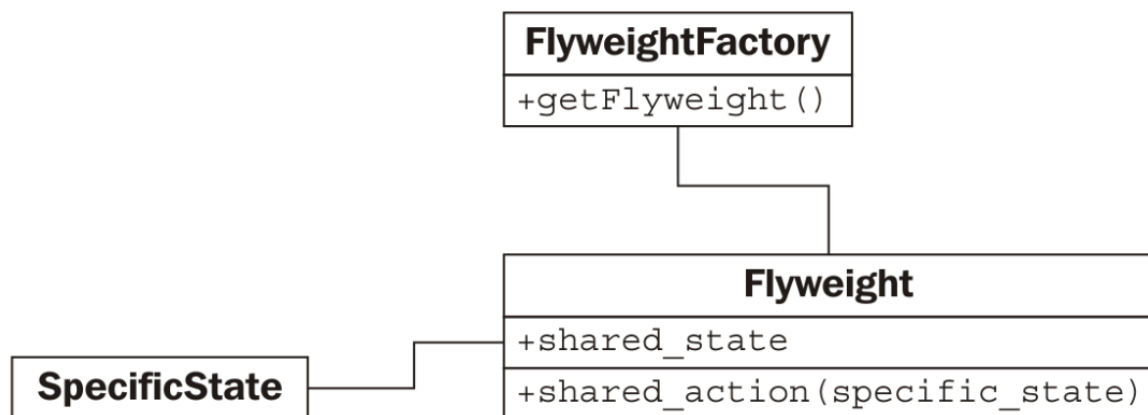 FlyweightFactory
+getFlyweight()
Flyweight
+shared_state
+shared_action(specific_state)
SpecificState